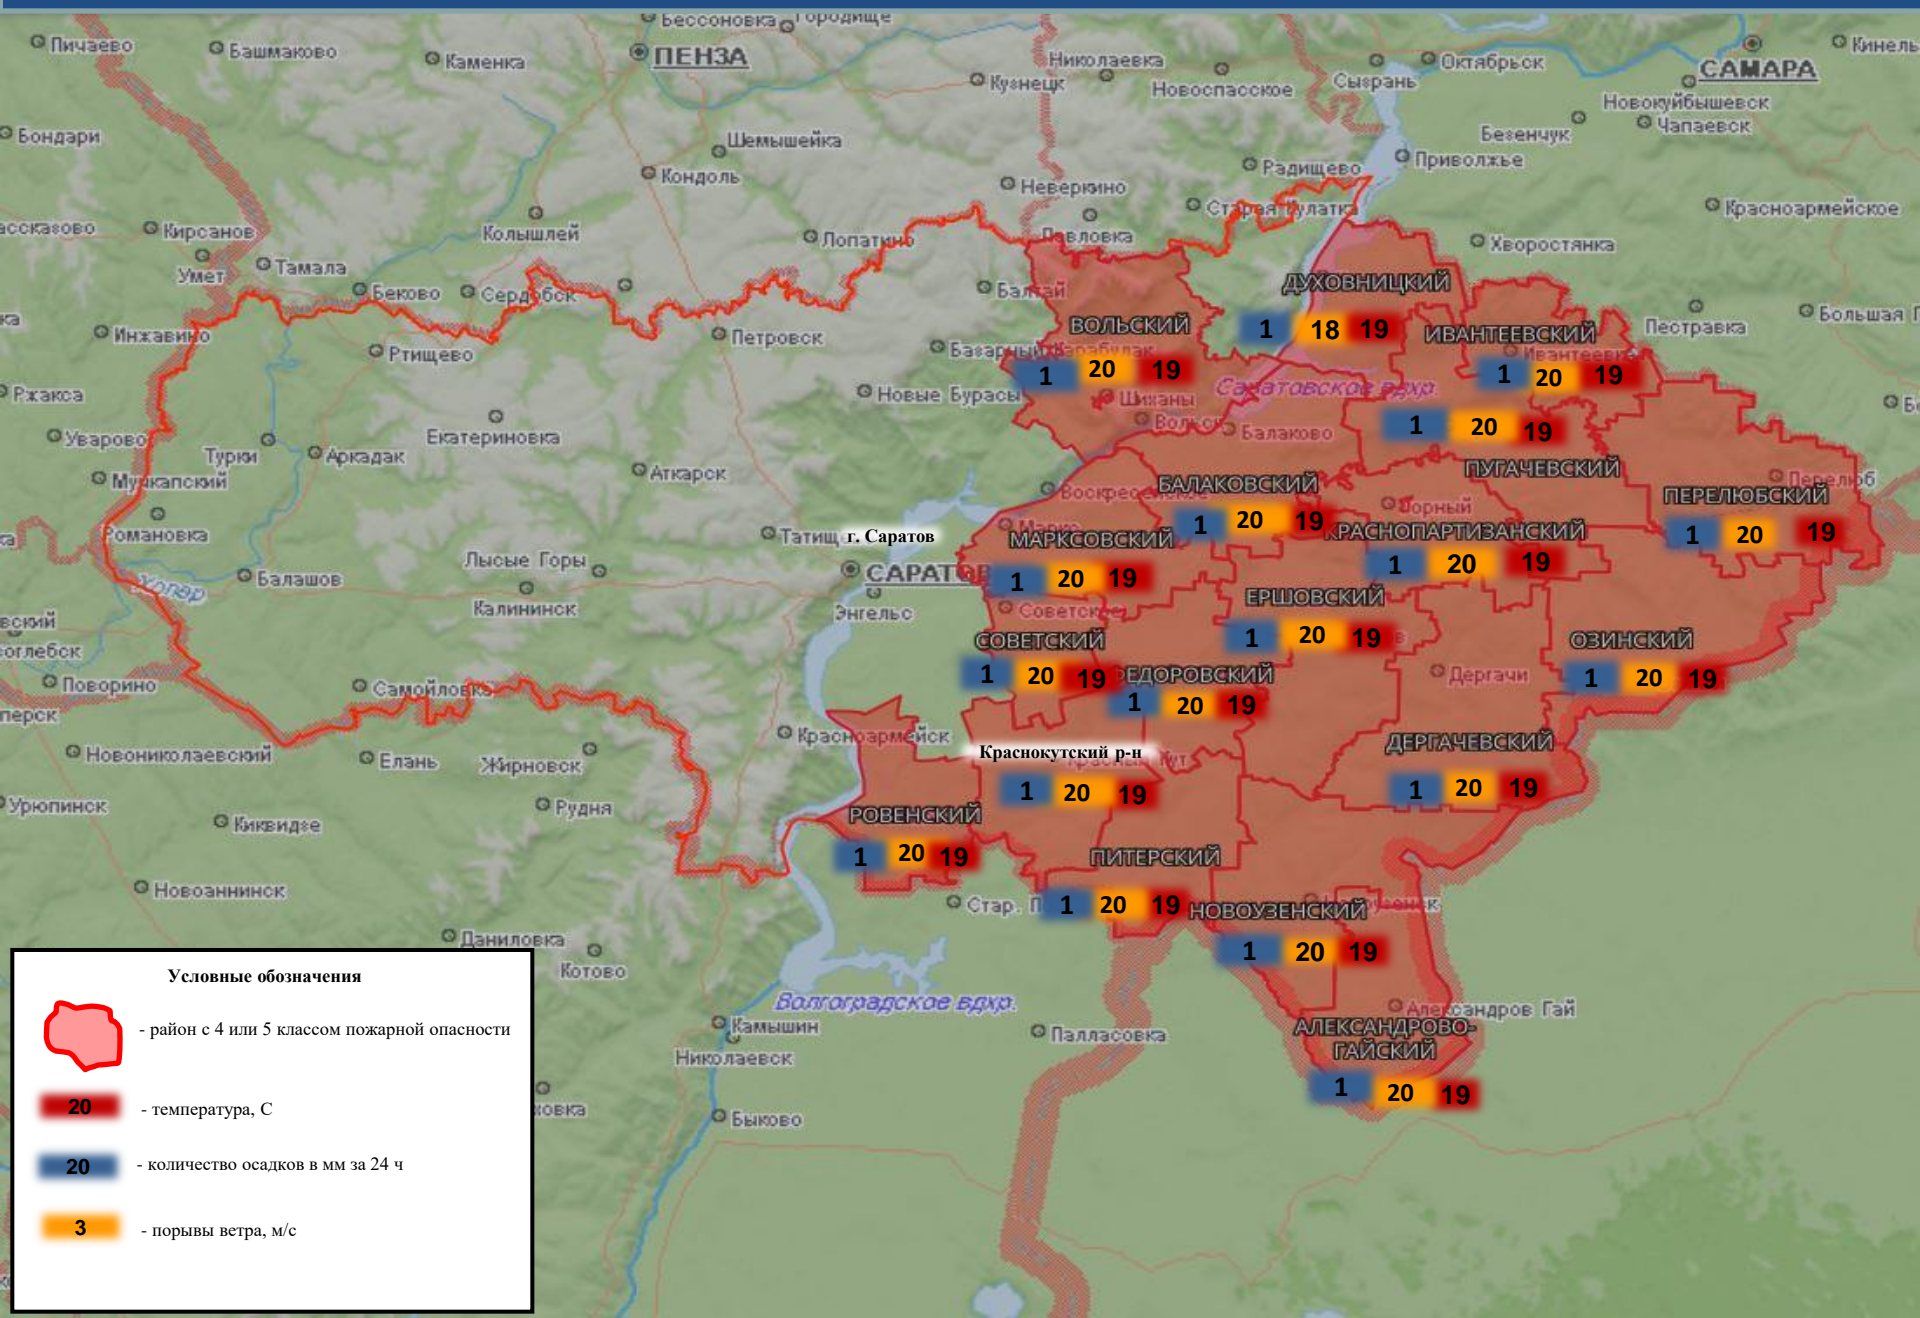 Бессоновка
Городище
Пичаево
Башмаково
Каменка
ПЕНЗА
Николаевка
Кузнецк
Новоспасское
Сызрань
Октябрьск
САМАРА
Кинель
Новокуйбышевск
Чапаевск
Безенчук
Бондари
Шемышейка
Кондоль
Неверкино
Радищево
Приволжье
Старая Кулатка
Красноармейское
Кирсанов
Колышлей
Лопатино
Павловка
Хворостянка
Умет
Тамала
Беково
Сердобск
Балтай
ДУХОВНИЦКИЙ
1 18 19
Инжавино
Ртищево
Петровск
Базарный Карабулак
ВОЛЬСКИЙ
1 20 19
ИВАНТЕЕВСКИЙ
Ивантеевка
1 20 19
Пестравка
Большая Г
Ржакса
Новые Бурасы
Шиханы
Саратовское вдхр.
Вольск
Балаково
1 20 19
ПУГАЧЕВСКИЙ
Уварово
Турки
Аркадак
Екатериновка
Аткарск
Мучкапский
БАЛАКОВСКИЙ
1 20 19
Горный
КРАСНОПАРТИЗАНСКИЙ
1 20 19
Перелюб
ПЕРЕЛЮБСКИЙ
1 20 19
Романовка
Татищ
г. Саратов
САРАТОВ
МАРКСОВСКИЙ
1 20 19
Хопер
Балашов
Лысые Горы
Калининск
Энгельс
Советское
СОВЕТСКИЙ
1 20 19
ЕРШОВСКИЙ
1 20 19
ФЕДОРОВСКИЙ
1 20 19
Дергачи
ОЗИНСКИЙ
1 20 19
Поворино
Самойловка
Новониколаевский
Елань
Жирновск
Красноармейск
Краснокутский р-н
1 20 19
ДЕРГАЧЕВСКИЙ
1 20 19
Урюпинск
Киквидзе
Рудня
РОВЕНСКИЙ
1 20 19
ПИТЕРСКИЙ
1 20 19
Новоаннинск
Стар. П
НОВОУЗЕНСКИЙ
1 20 19
Даниловка
Котово
Волгоградское вдхр.
Камышин
Николаевск
Палласовка
Александров Гай
АЛЕКСАНДРОВО-
ГАЙСКИЙ
1 20 19
Быково
Условные обозначения
- район с 4 или 5 классом пожарной опасности
20 - температура, С
20 - количество осадков в мм за 24 ч
3 - порывы ветра, м/с